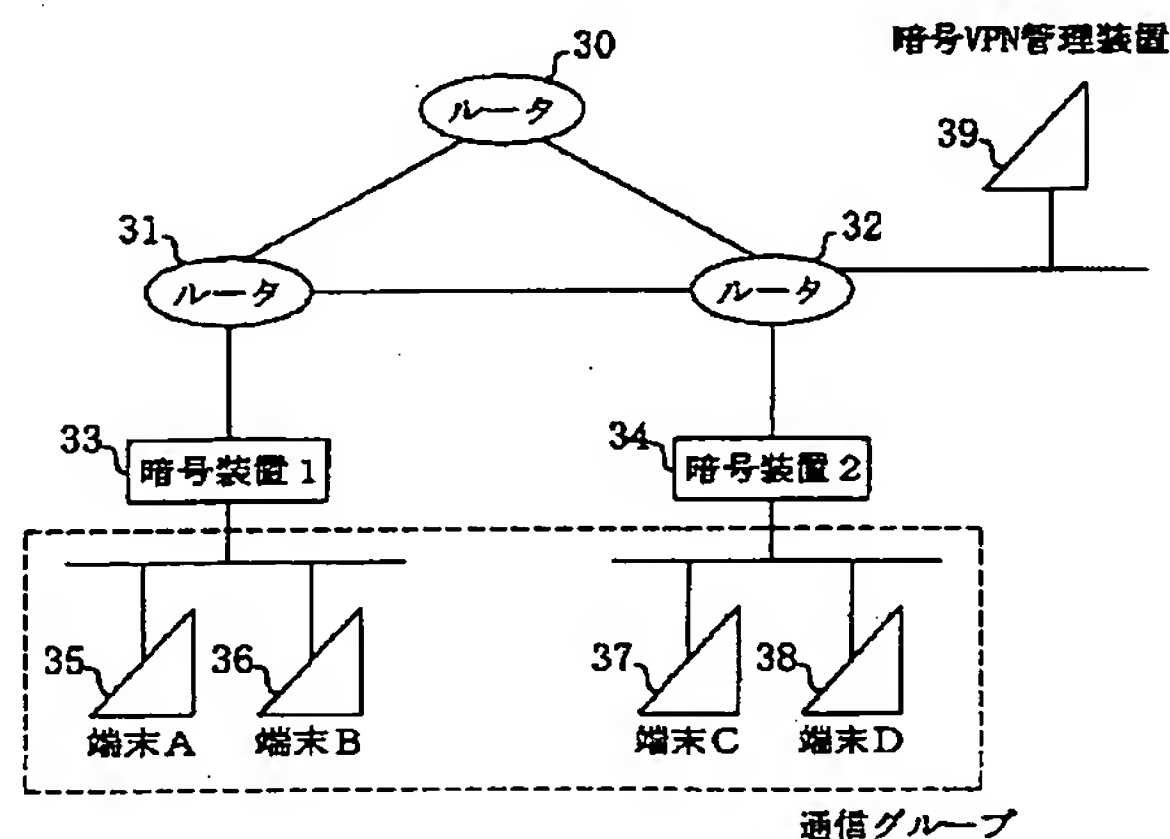 30
ルータ
暗号VPN管理装置
39
31
ルータ
32
ルータ
33
暗号装置1
34
暗号装置2
35
端末A
36
端末B
37
端末C
38
端末D
通信グループ